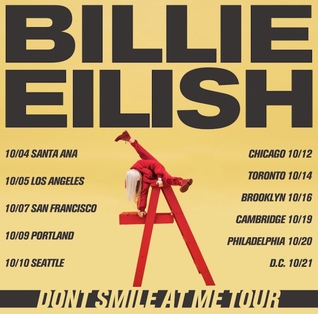 BILLIE
EILISH
10/04 SANTA ANA
10/05 LOS ANGELES
10/07 SAN FRANCISCO
10/09 PORTLAND
10/10 SEATTLE
CHICAGO 10/12
TORONTO 10/14
BROOKLYN 10/16
CAMBRIDGE 10/19
PHILADELPHIA 10/20
D.C. 10/21
DONT SMILE AT ME TOUR